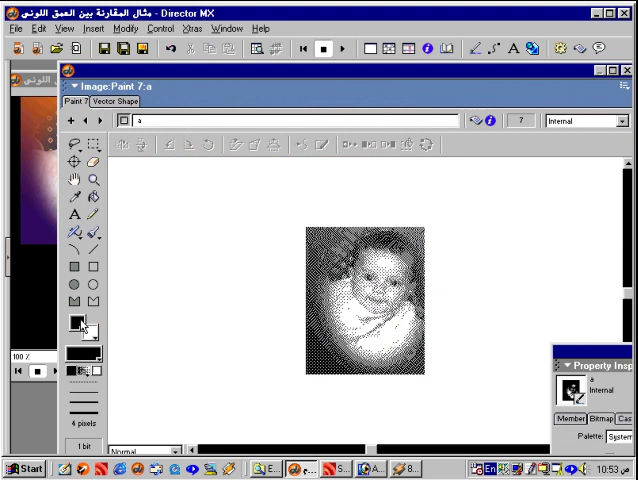 مثال المقارنة بين العمق اللوني - Director MX
File Edit View Insert Modify Control Xtras Window Help
Image:Paint 7:a
Paint 7 Vector Shape
a 7 Internal
100 %
4 pixels
1 bit
Normal
Property Insp
a
Internal
Member Bitmap Cas
Palette: System
Start E... S... A... 8... En 10:53 ص